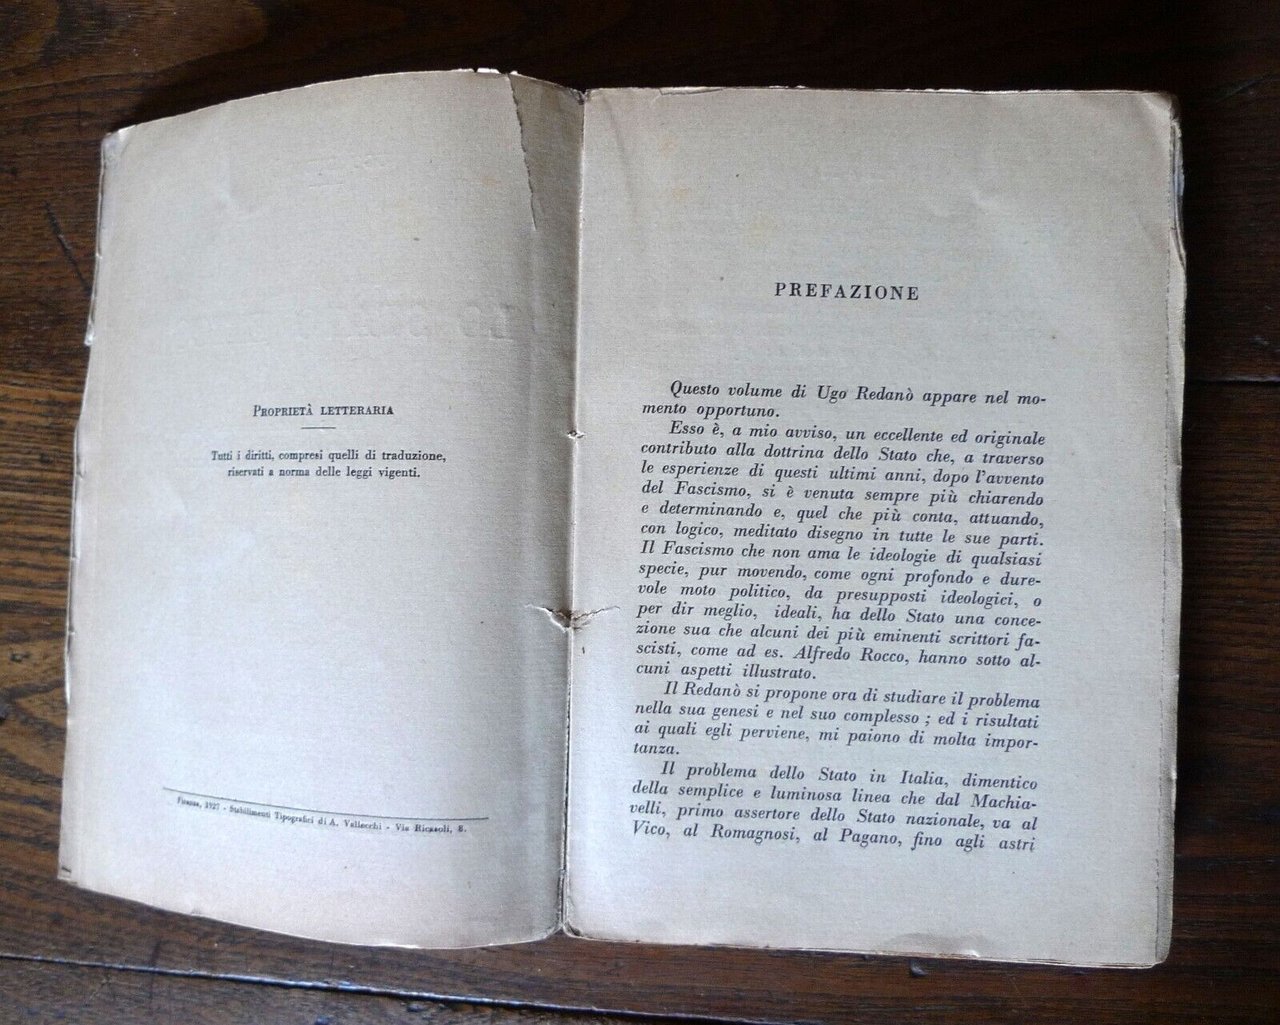 PROPRIETÀ LETTERARIA
Tutti i diritti, compresi quelli di traduzione,
riservati a norma delle leggi vigenti.
Firenze, 1927 - Stabilimenti Tipografici di A. Vallecchi - Via Ricasoli, 8.
PREFAZIONE
Questo volume di Ugo Redanò appare nel mo-
mento opportuno.
Esso è, a mio avviso, un eccellente ed originale
contributo alla dottrina dello Stato che, a traverso
le esperienze di questi ultimi anni, dopo l'avvento
del Fascismo, si è venuta sempre più chiarendo
e determinando e, quel che più conta, attuando,
con logico, meditato disegno in tutte le sue parti.
Il Fascismo che non ama le ideologie di qualsiasi
specie, pur movendo, come ogni profondo e dure-
vole moto politico, da presupposti ideologici, o
per dir meglio, ideali, ha dello Stato una conce-
zione sua che alcuni dei più eminenti scrittori fa-
scisti, come ad es. Alfredo Rocco, hanno sotto al-
cuni aspetti illustrato.
Il Redanò si propone ora di studiare il problema
nella sua genesi e nel suo complesso ; ed i risultati
ai quali egli perviene, mi paiono di molta impor-
tanza.
Il problema dello Stato in Italia, dimentico
della semplice e luminosa linea che dal Machia-
velli, primo assertore dello Stato nazionale, va al
Vico, al Romagnosi, al Pagano, fino agli astri